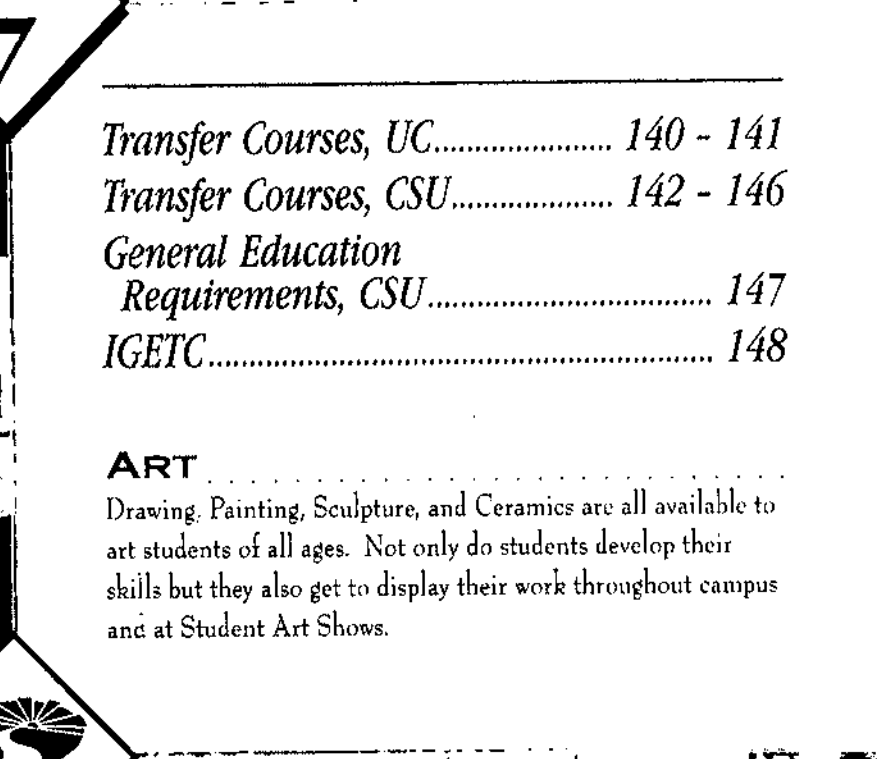 Transfer Courses, UC..................... 140 - 141
Transfer Courses, CSU.................... 142 - 146
General Education
Requirements, CSU.................................. 147
IGETC............................................................. 148
ART . . . . . . . . . . . . . . . . . . . . . . . . . .
Drawing, Painting, Sculpture, and Ceramics are all available to
art students of all ages. Not only do students develop their
skills but they also get to display their work throughout campus
and at Student Art Shows.